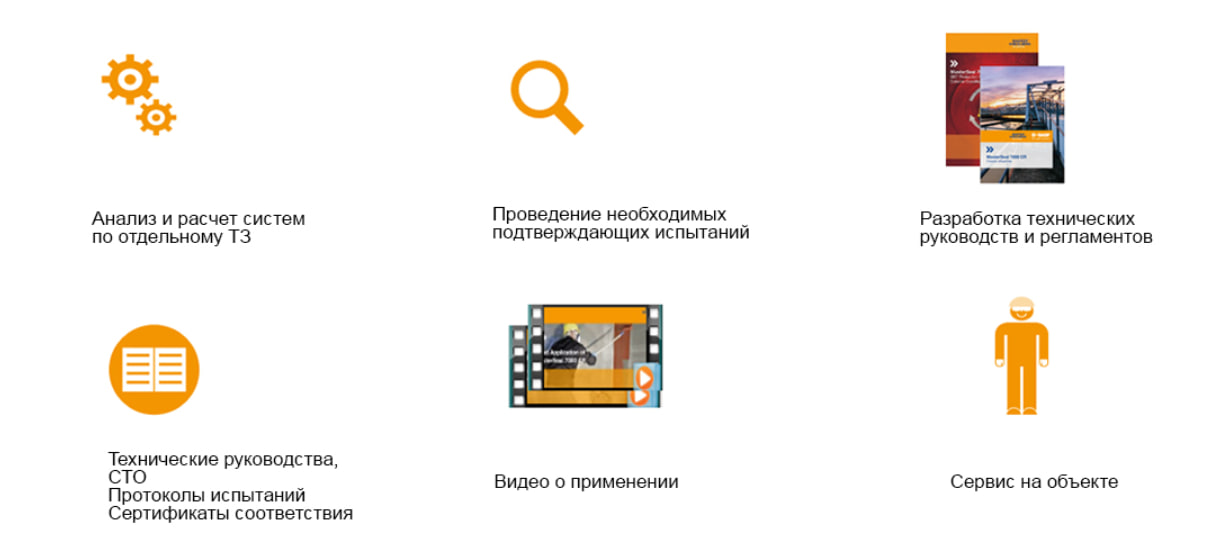 Анализ и расчет систем
по отдельному ТЗ
Проведение необходимых
подтверждающих испытаний
Разработка технических
руководств и регламентов
Технические руководства,
СТО
Протоколы испытаний
Сертификаты соответствия
Видео о применении
Сервис на объекте